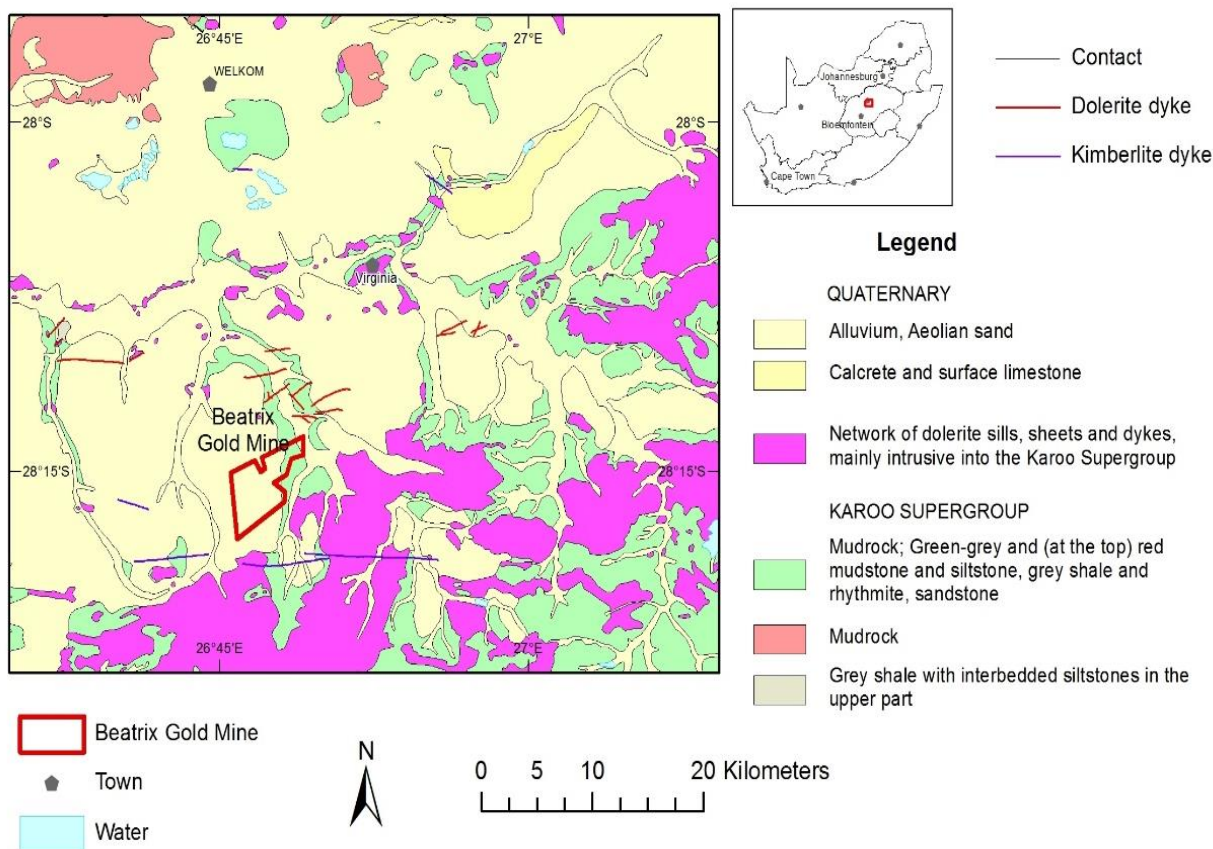 26°45'E
27°E
WELKOM
28°S
28°S
Virginia
Beatrix
Gold Mine
28°15'S
28°15'S
26°45'E
27°E
Johannesburg
Bloemfontein
Cape Town
Contact
Dolerite dyke
Kimberlite dyke
Legend
QUATERNARY
Alluvium, Aeolian sand
Calcrete and surface limestone
Network of dolerite sills, sheets and dykes,
mainly intrusive into the Karoo Supergroup
KAROO SUPERGROUP
Mudrock; Green-grey and (at the top) red
mudstone and siltstone, grey shale and
rhythmite, sandstone
Mudrock
Grey shale with interbedded siltstones in the
upper part
Beatrix Gold Mine
Town
Water
N
0 5 10 20 Kilometers